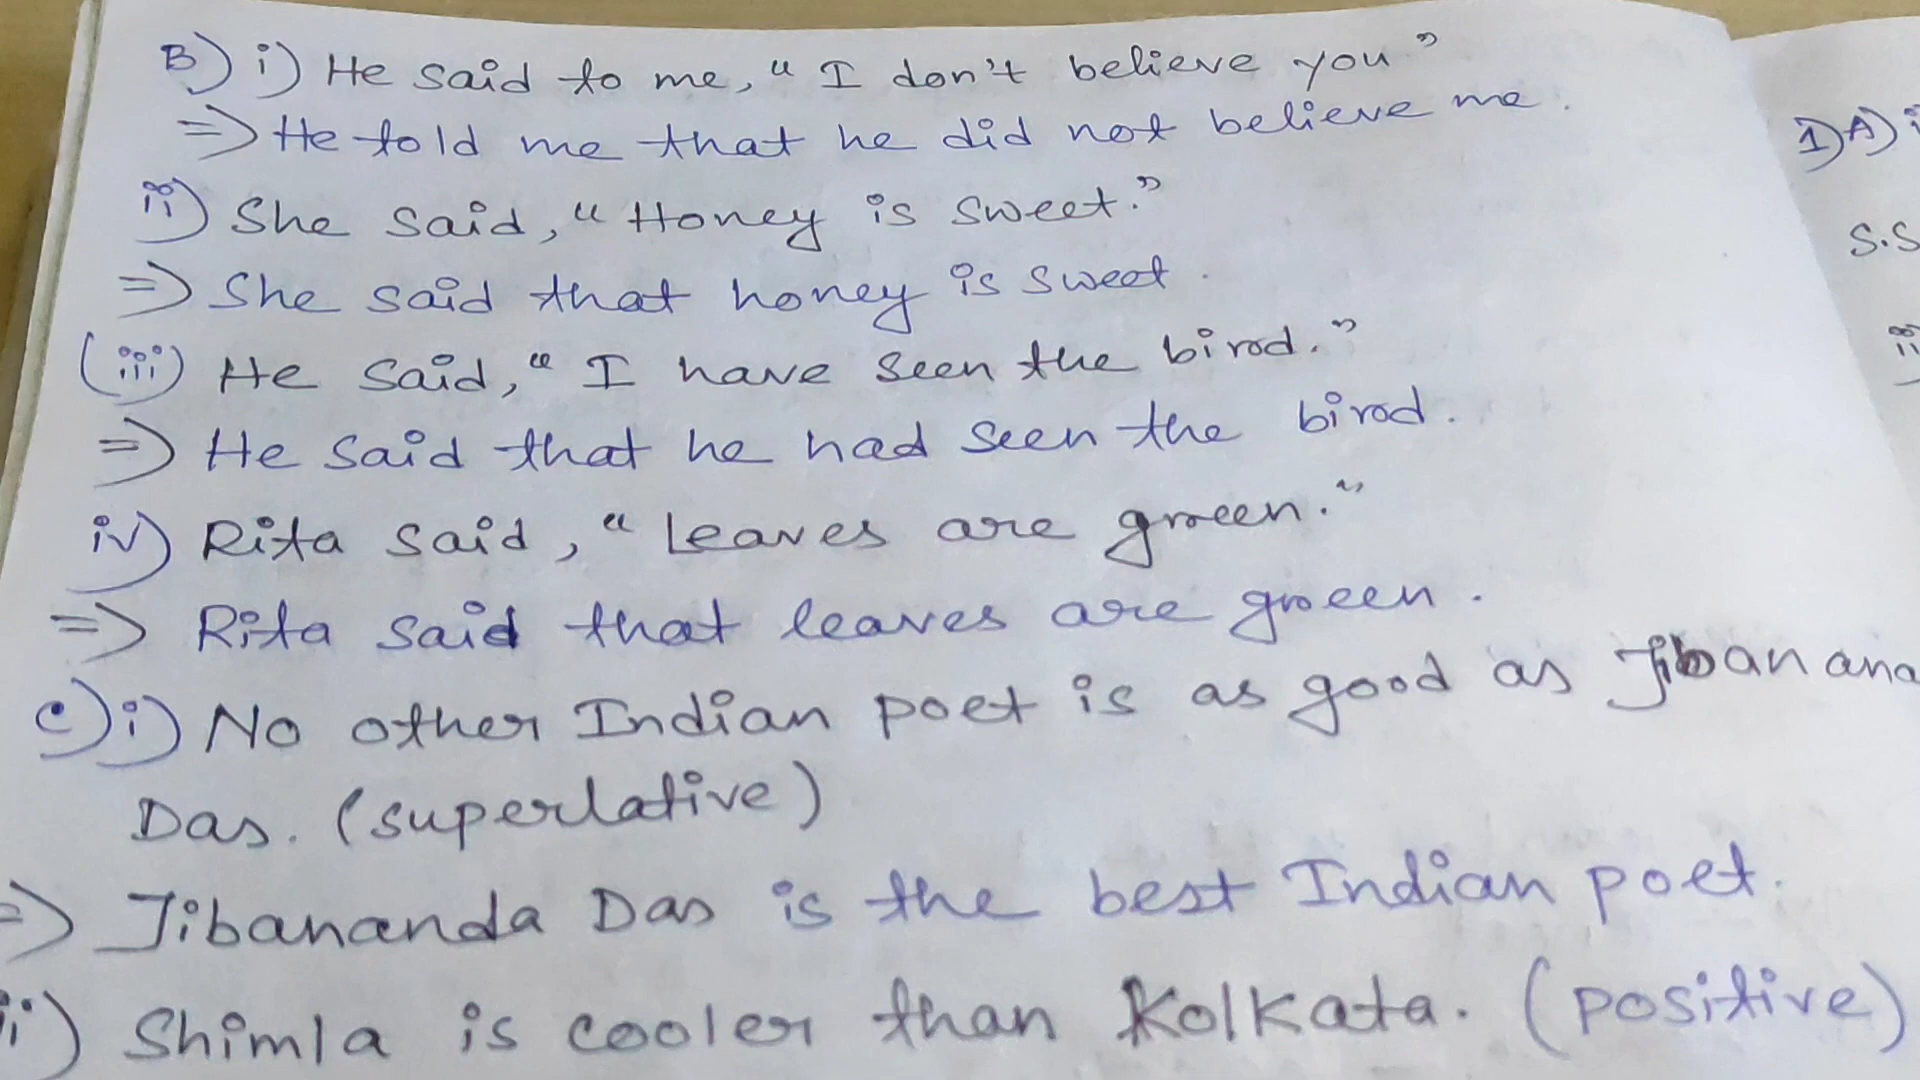 B) i) He said to me, "I don't believe you"
=> He told me that he did not believe me.
ii) She said, "Honey is sweet."
=> She said that honey is sweet.
(iii) He said, "I have seen the bird."
=> He said that he had seen the bird.
iv) Rita said, "Leaves are green."
=> Rita said that leaves are green.
C) i) No other Indian poet is as good as Jibanana
Das. (superlative)
=> Jibananda Das is the best Indian poet.
ii) Shimla is cooler than Kolkata. (positive)
1) A) i
S.S
ii